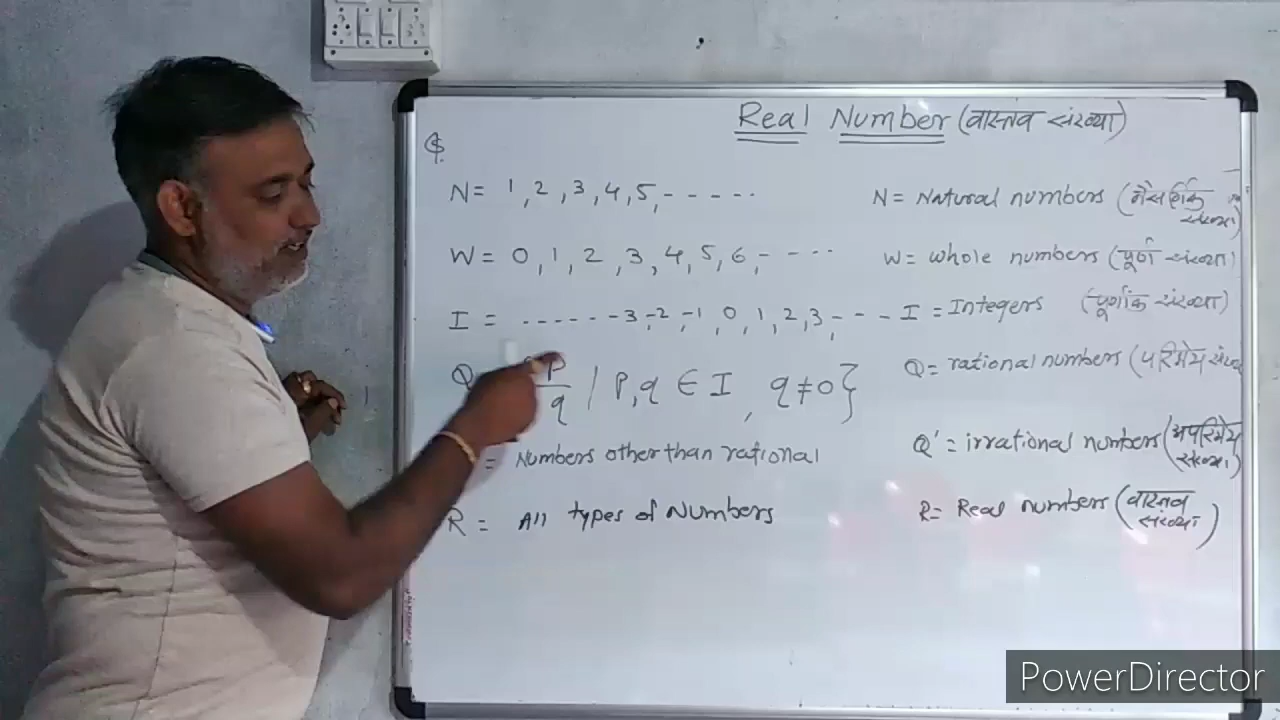 Real Number (वास्तव संख्या)
N= 1, 2, 3, 4, 5, - - - - -
N= Natural numbers (नैसर्गिक
संख्या)
W= 0, 1, 2, 3, 4, 5, 6, - - - -
W= whole numbers (पूर्ण संख्या)
I = - - - - - - -3, -2, -1, 0, 1, 2, 3, - - - -
I = Integers (पूर्णांक संख्या)
Q P/q / P, q ∈ I, q≠0}
Q= rational numbers (परिमेय
= Numbers other than rational
Q' = irrational numbers (अपरिमेय
संख्या)
R = All types of Numbers
R= Real numbers (वास्तव
संख्या)
PowerDirector